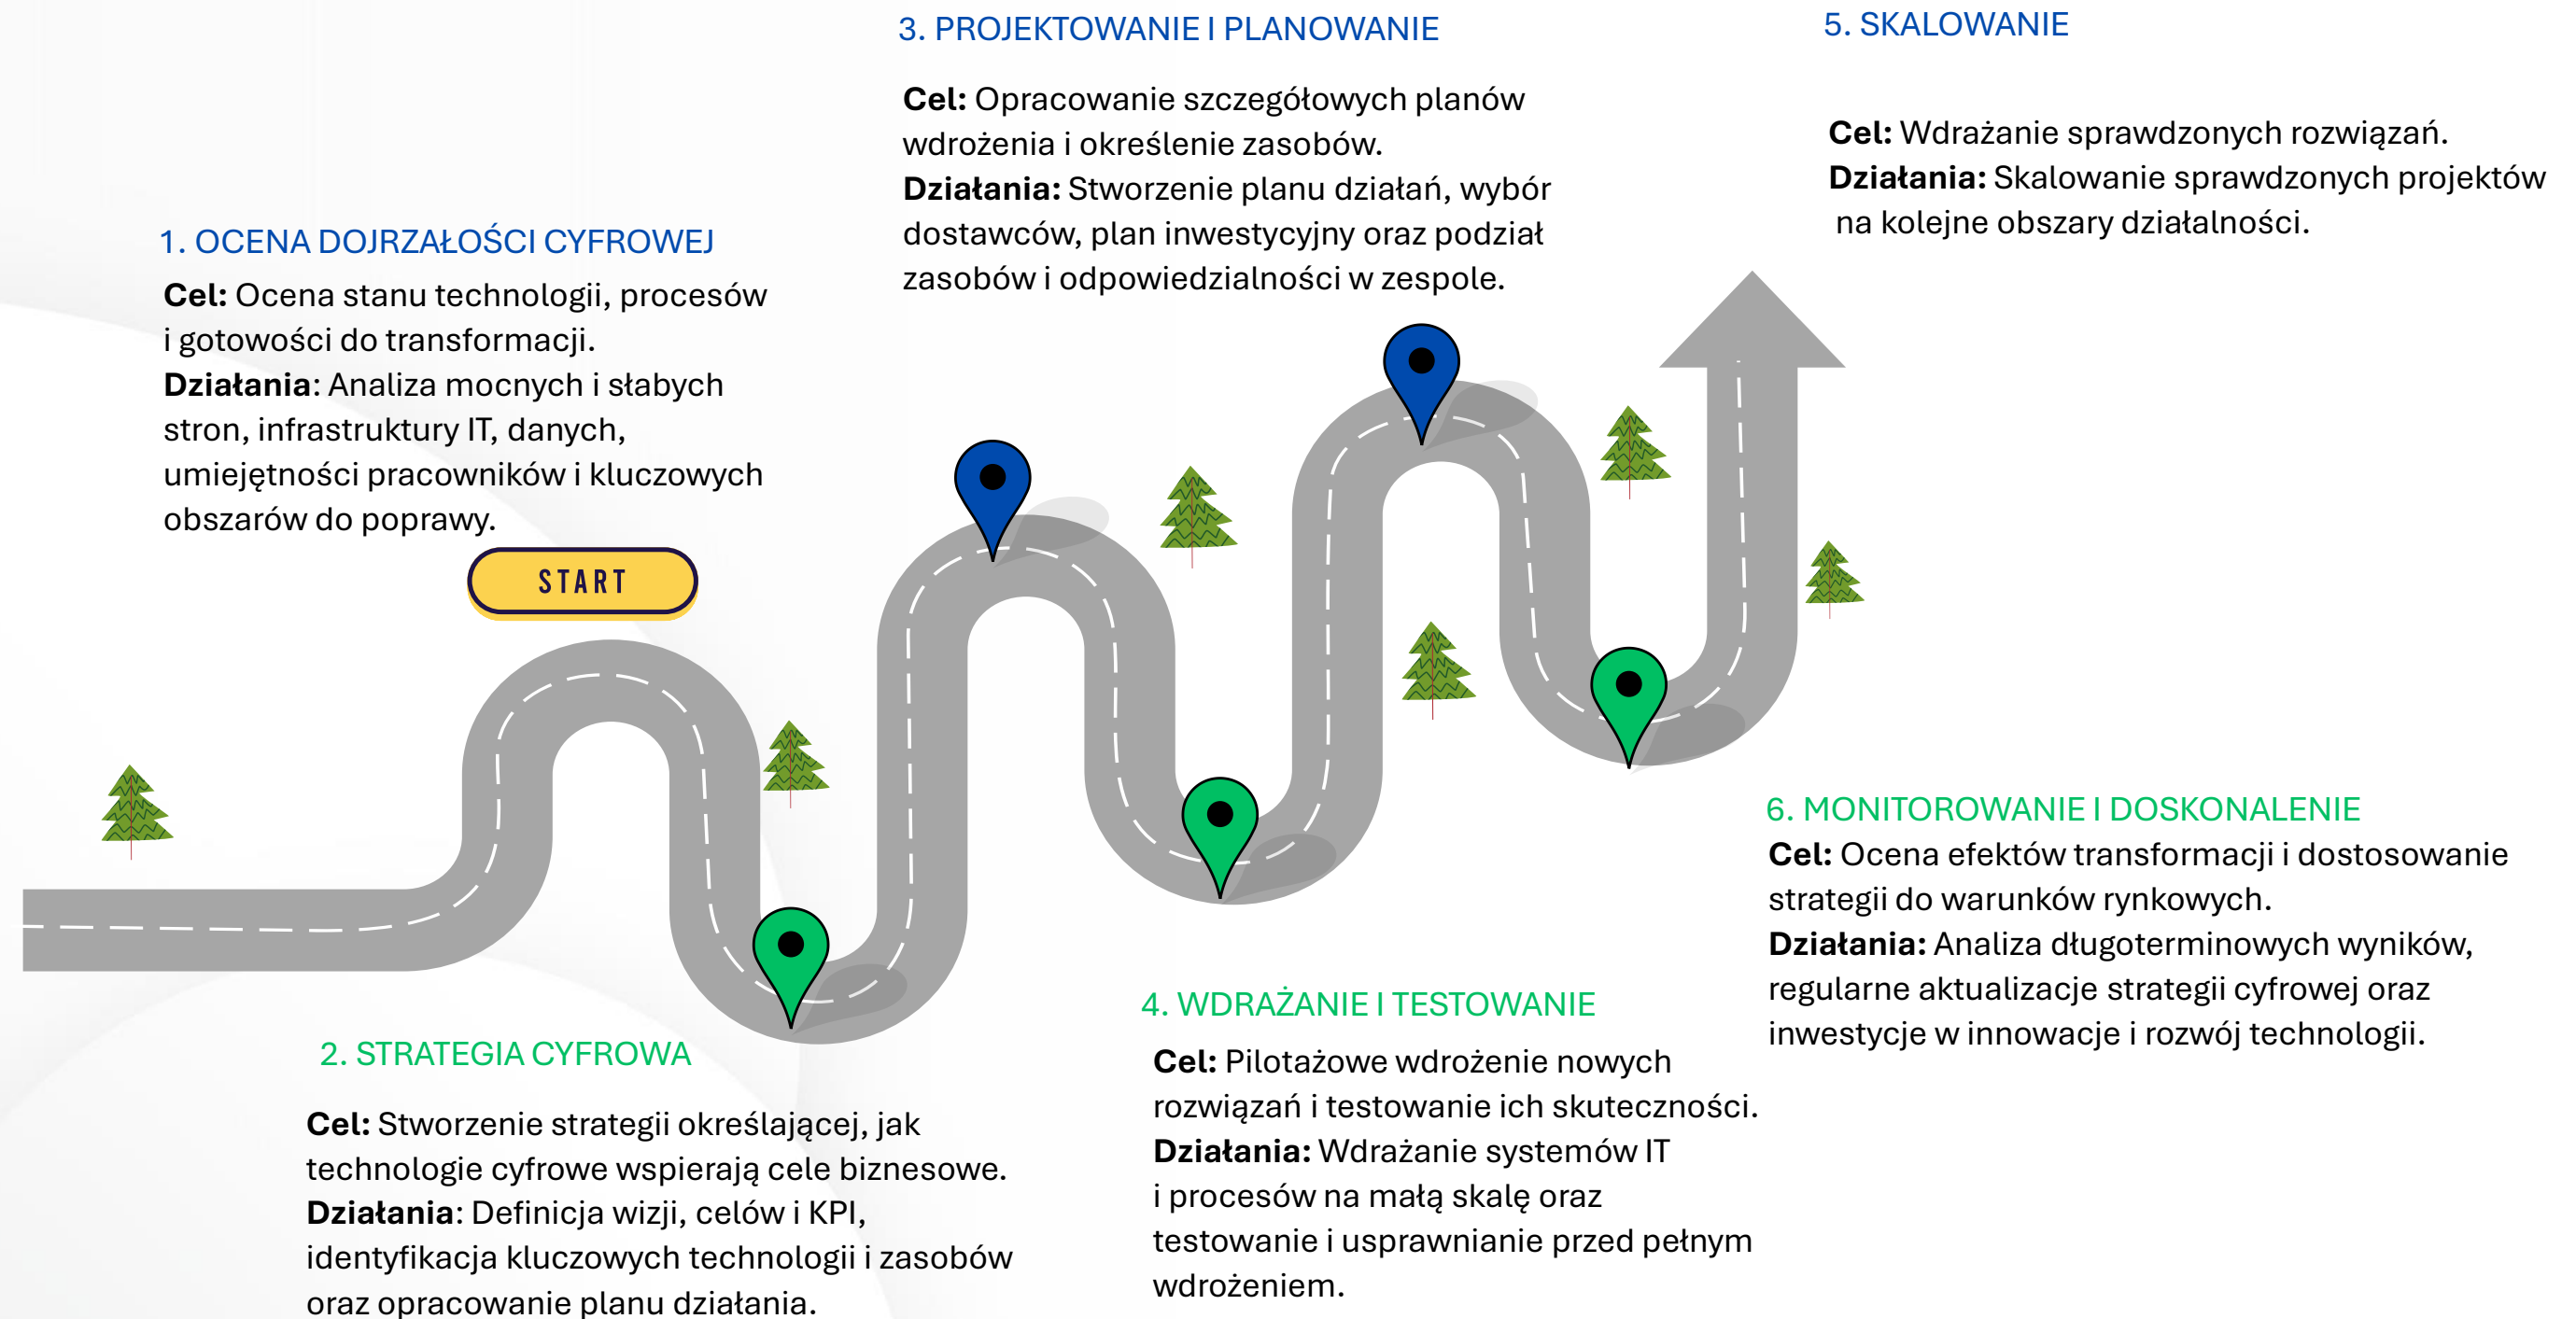 1. OCENA DOJRZAŁOŚCI CYFROWEJ
Cel: Ocena stanu technologii, procesów
i gotowości do transformacji.
Działania: Analiza mocnych i słabych
stron, infrastruktury IT, danych,
umiejętności pracowników i kluczowych
obszarów do poprawy.
START
2. STRATEGIA CYFROWA
Cel: Stworzenie strategii określającej, jak
technologie cyfrowe wspierają cele biznesowe.
Działania: Definicja wizji, celów i KPI,
identyfikacja kluczowych technologii i zasobów
oraz opracowanie planu działania.
3. PROJEKTOWANIE I PLANOWANIE
Cel: Opracowanie szczegółowych planów
wdrożenia i określenie zasobów.
Działania: Stworzenie planu działań, wybór
dostawców, plan inwestycyjny oraz podział
zasobów i odpowiedzialności w zespole.
4. WDRAŻANIE I TESTOWANIE
Cel: Pilotażowe wdrożenie nowych
rozwiązań i testowanie ich skuteczności.
Działania: Wdrażanie systemów IT
i procesów na małą skalę oraz
testowanie i usprawnianie przed pełnym
wdrożeniem.
5. SKALOWANIE
Cel: Wdrażanie sprawdzonych rozwiązań.
Działania: Skalowanie sprawdzonych projektów
na kolejne obszary działalności.
6. MONITOROWANIE I DOSKONALENIE
Cel: Ocena efektów transformacji i dostosowanie
strategii do warunków rynkowych.
Działania: Analiza długoterminowych wyników,
regularne aktualizacje strategii cyfrowej oraz
inwestycje w innowacje i rozwój technologii.